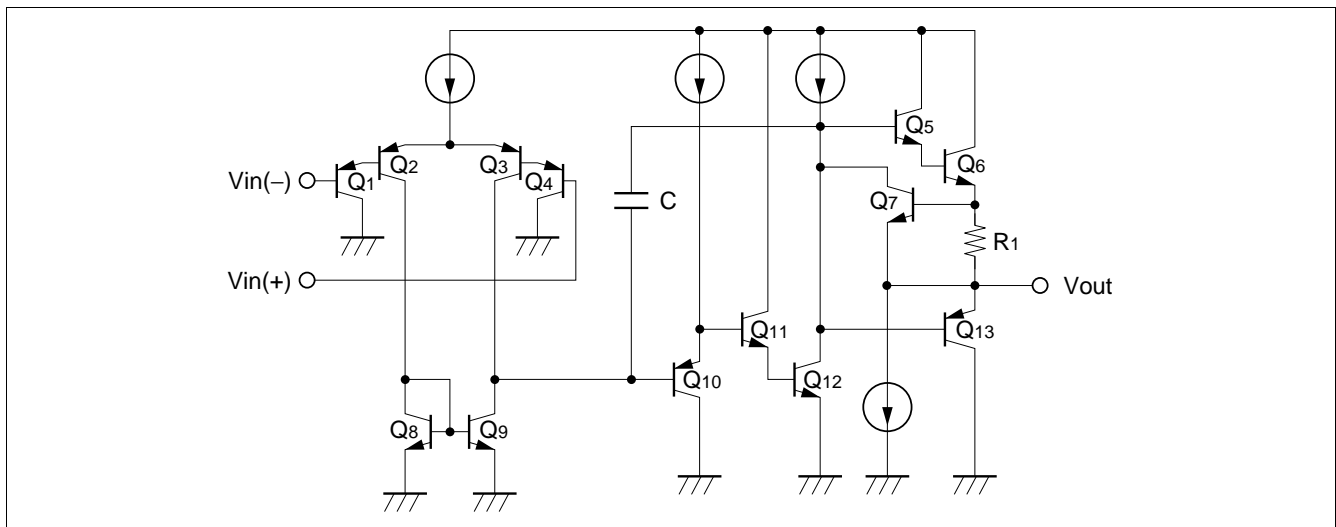 Q5
Q6
Vin(−)
Q1
Q2
Q3
Q4
C
Q7
R1
Vin(+)
Vout
Q11
Q13
Q10
Q12
Q8
Q9